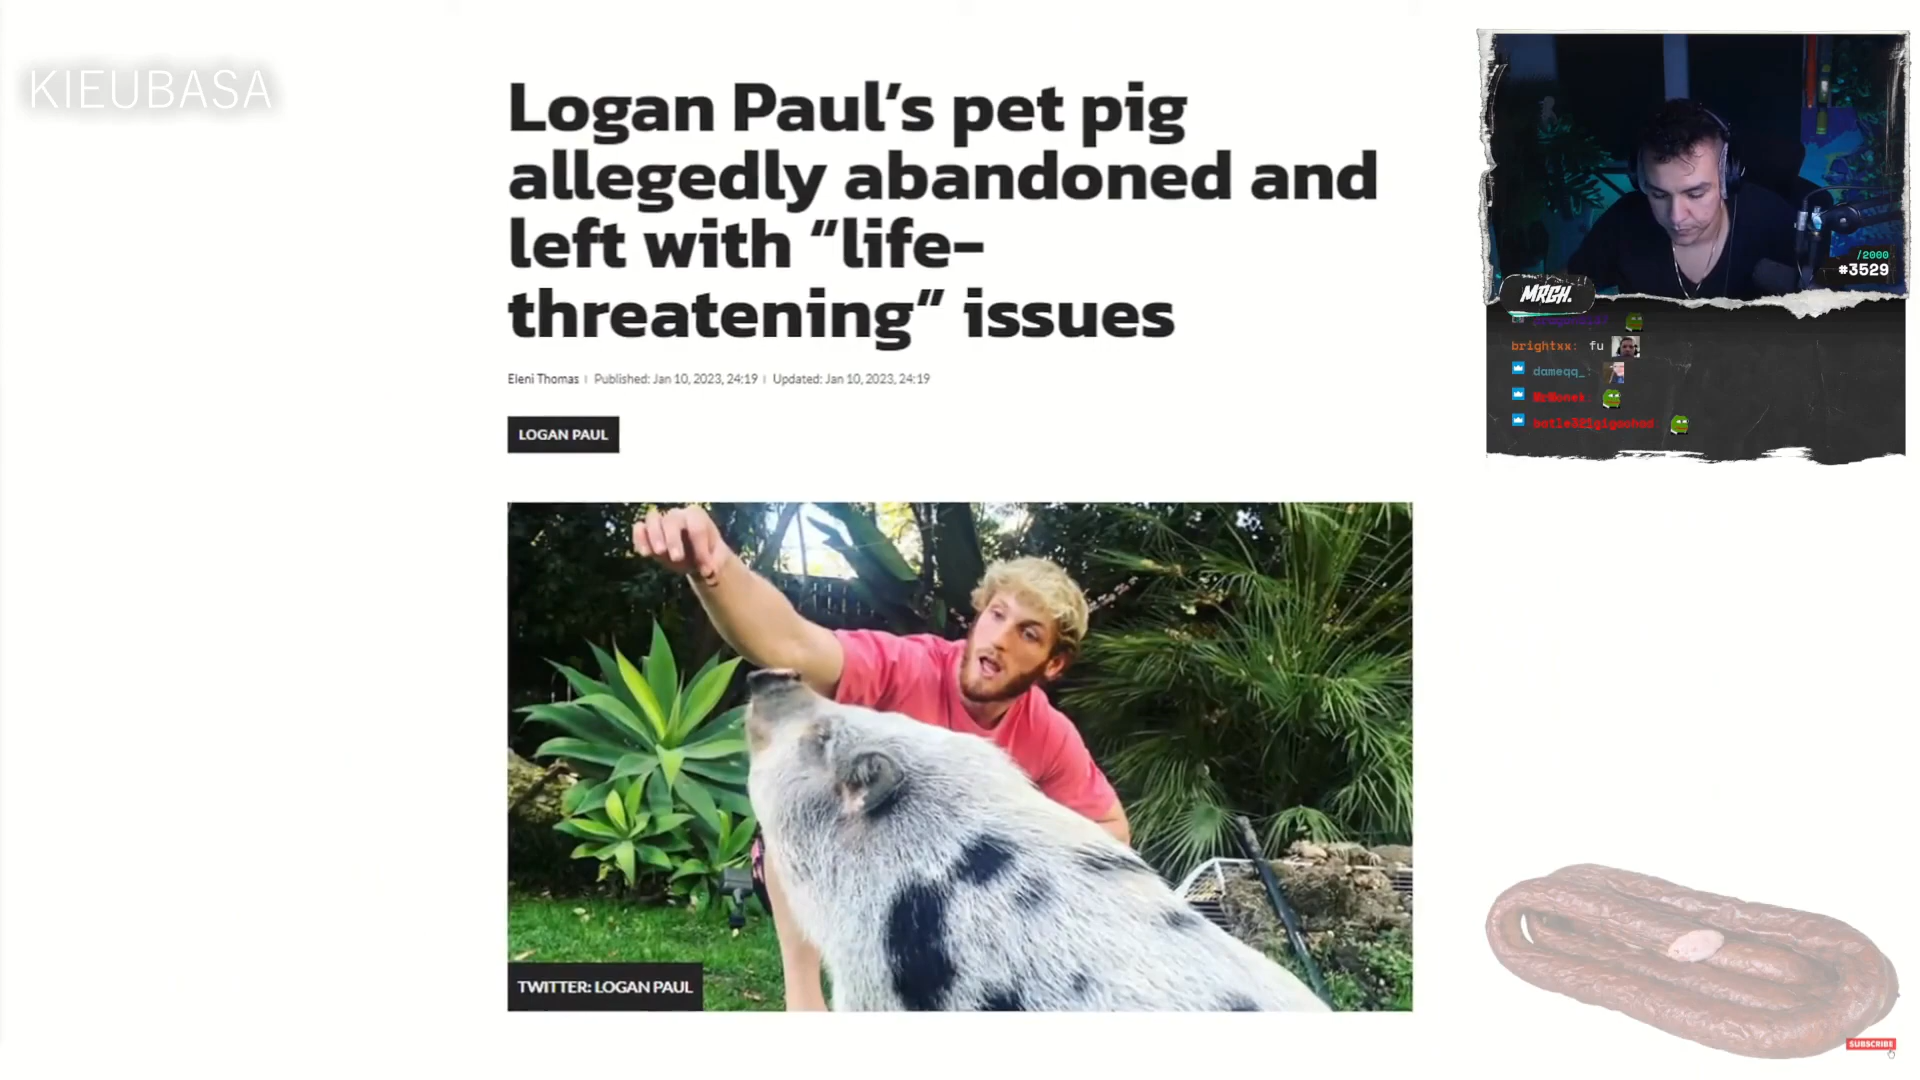 KIEUBASA
Logan Paul’s pet pig
allegedly abandoned and
left with “life-
threatening” issues
Eleni Thomas | Published: Jan 10, 2023, 24:19 | Updated: Jan 10, 2023, 24:19
LOGAN PAUL
TWITTER: LOGAN PAUL
/2000
#3529
MRGH.
brightxx: fu
dameqq_:
MrMonek:
SUBSCRIBE